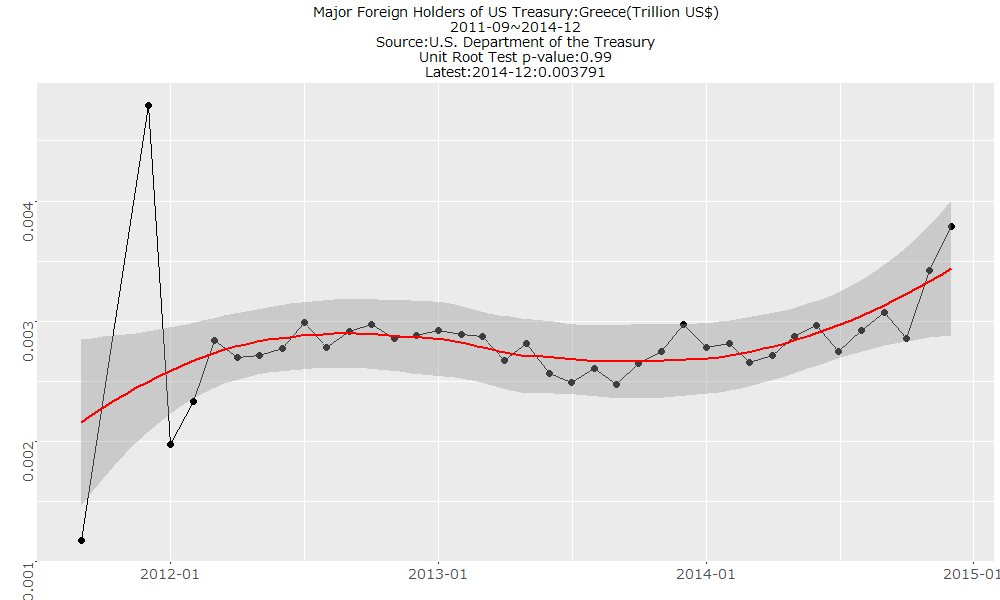 Major Foreign Holders of US Treasury:Greece(Trillion US$)
2011-09~2014-12
Source:U.S. Department of the Treasury
Unit Root Test p-value:0.99
Latest:2014-12:0.003791
0.004
0.003
0.002
0.001
2012-01
2013-01
2014-01
2015-01